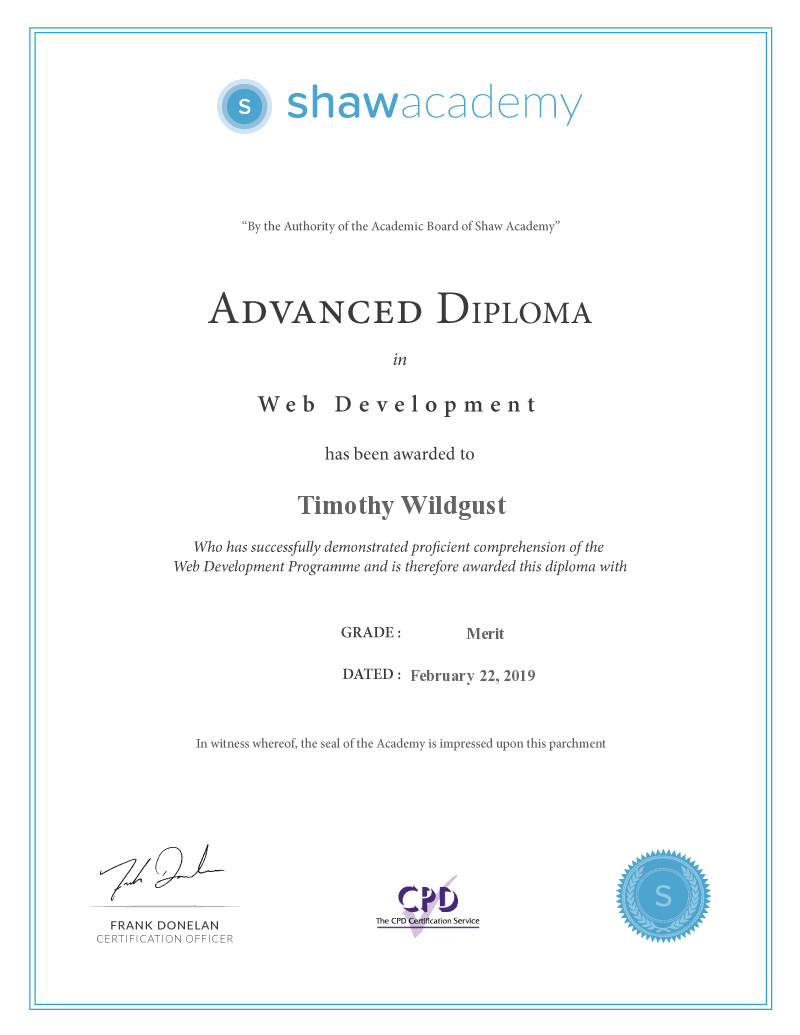 S shawacademy
“By the Authority of the Academic Board of Shaw Academy”
ADVANCED DIPLOMA
in
Web Development
has been awarded to
Timothy Wildgust
Who has successfully demonstrated proficient comprehension of the
Web Development Programme and is therefore awarded this diploma with
GRADE : Merit
DATED : February 22, 2019
In witness whereof, the seal of the Academy is impressed upon this parchment
FRANK DONELAN
CERTIFICATION OFFICER
CPD
The CPD Certification Service
S